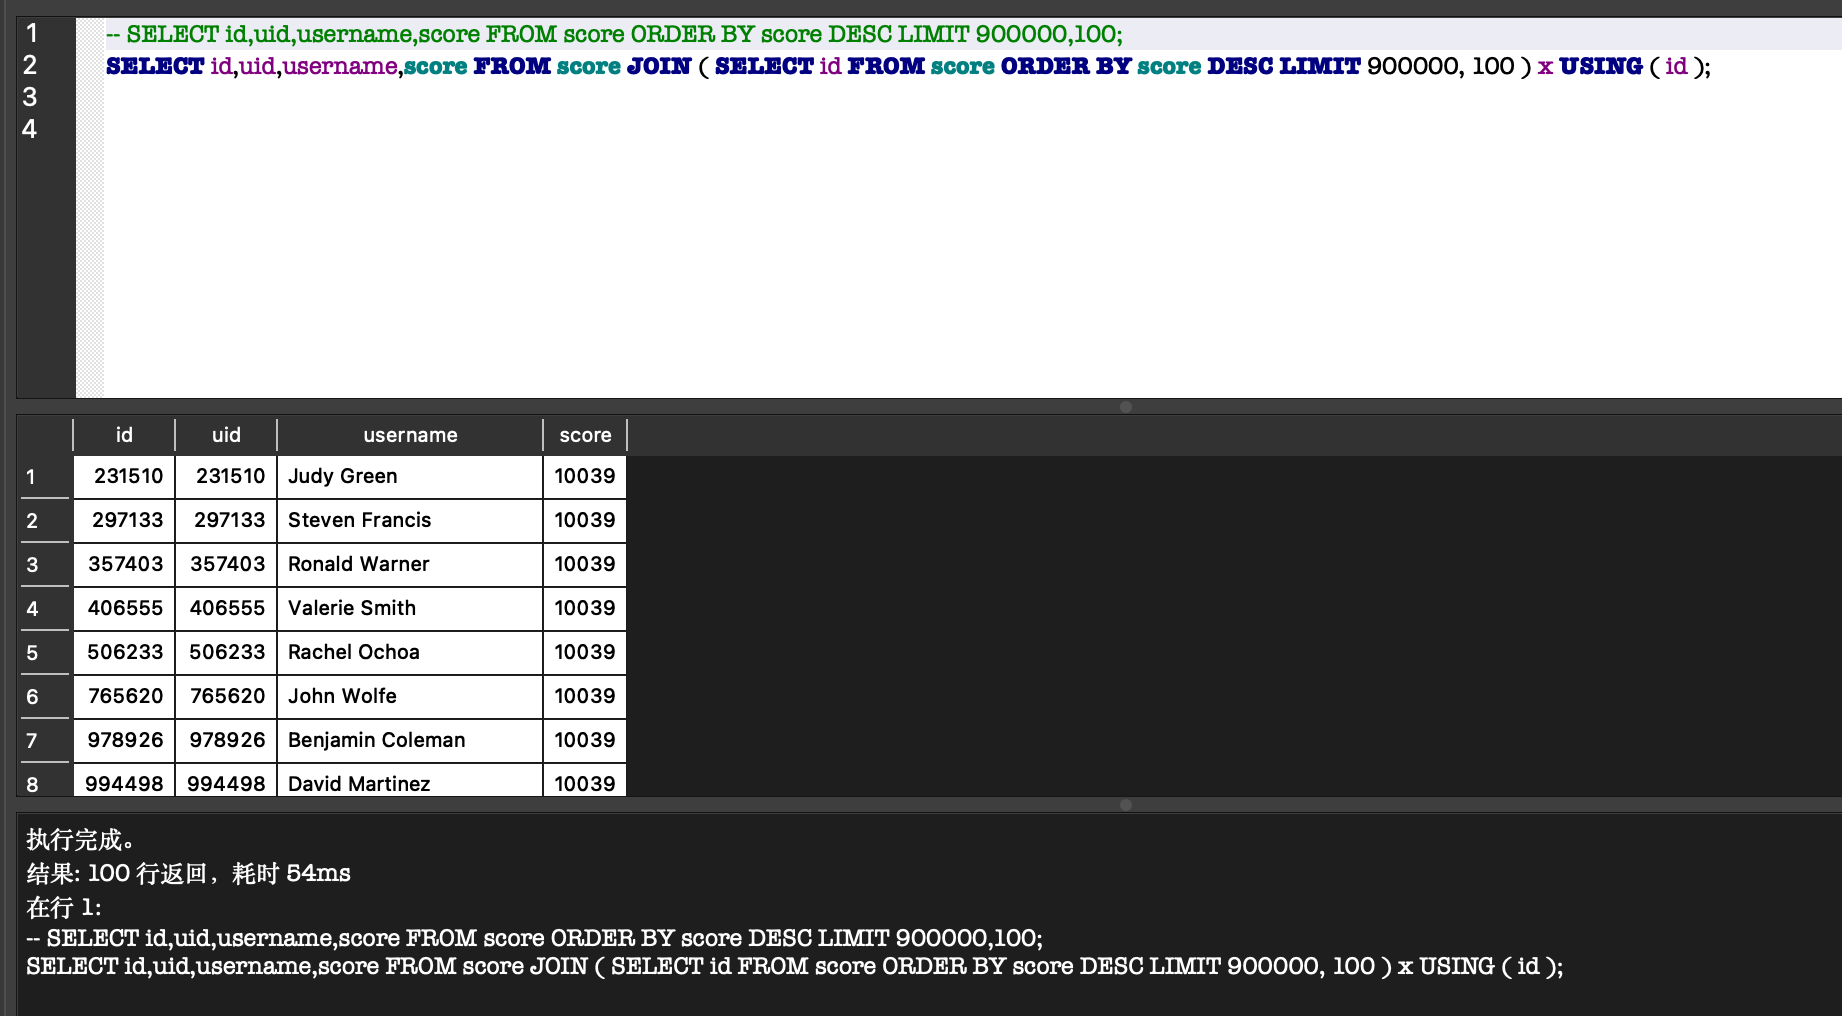 1 -- SELECT id,uid,username,score FROM score ORDER BY score DESC LIMIT 900000,100;
2 SELECT id,uid,username,score FROM score JOIN ( SELECT id FROM score ORDER BY score DESC LIMIT 900000, 100 ) x USING ( id );
3
4
id uid username score
1 231510 231510 Judy Green 10039
2 297133 297133 Steven Francis 10039
3 357403 357403 Ronald Warner 10039
4 406555 406555 Valerie Smith 10039
5 506233 506233 Rachel Ochoa 10039
6 765620 765620 John Wolfe 10039
7 978926 978926 Benjamin Coleman 10039
8 994498 994498 David Martinez 10039
执行完成。
结果: 100 行返回，耗时 54ms
在行 1:
-- SELECT id,uid,username,score FROM score ORDER BY score DESC LIMIT 900000,100;
SELECT id,uid,username,score FROM score JOIN ( SELECT id FROM score ORDER BY score DESC LIMIT 900000, 100 ) x USING ( id );